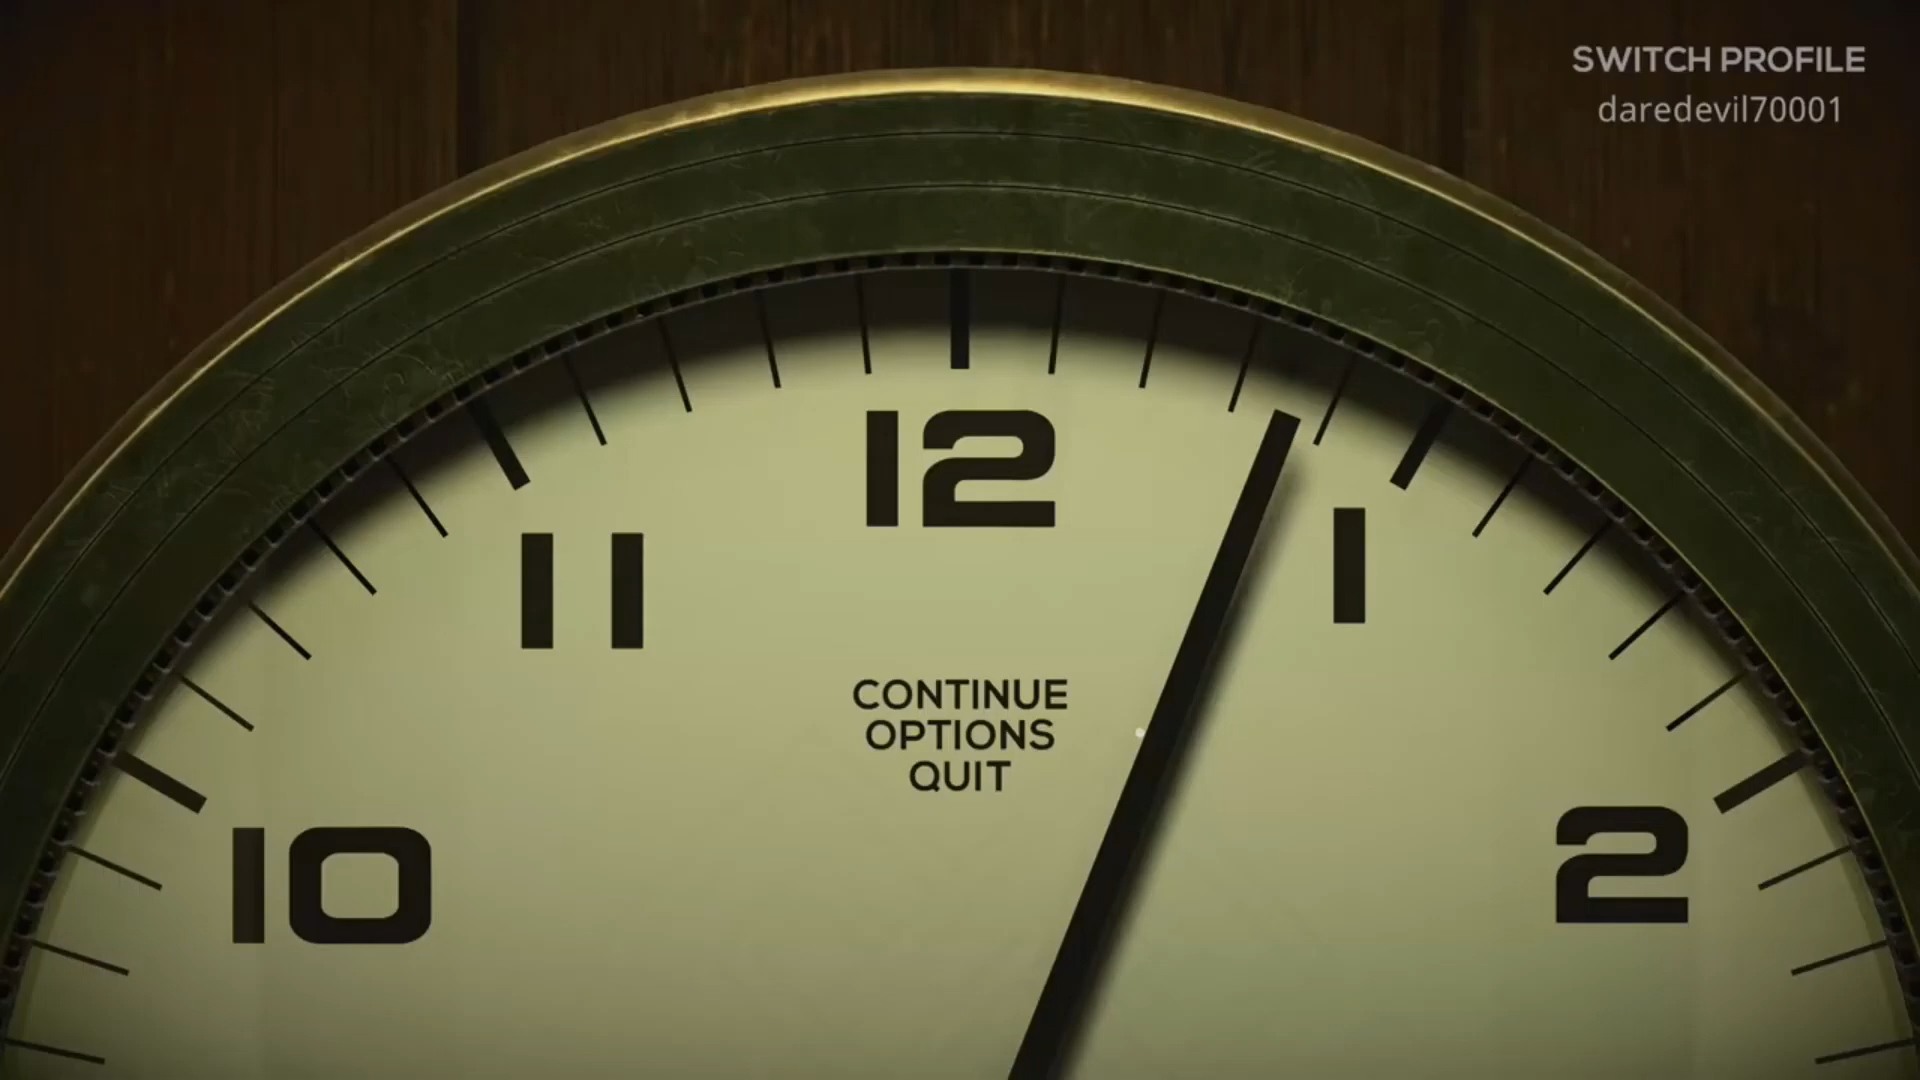 SWITCH PROFILE
daredevil70001
12
11
1
CONTINUE
OPTIONS
QUIT
10
2